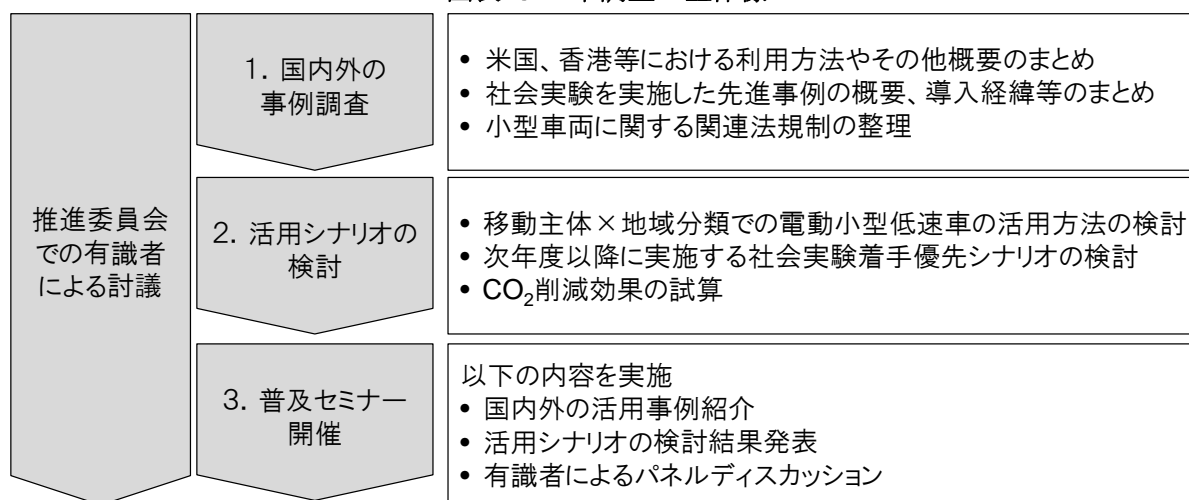 推進委員会
での有識者
による討議
1. 国内外の
事例調査
• 米国、香港等における利用方法やその他概要のまとめ
• 社会実験を実施した先進事例の概要、導入経緯等のまとめ
• 小型車両に関する関連法規制の整理
2. 活用シナリオの
検討
• 移動主体×地域分類での電動小型低速車の活用方法の検討
• 次年度以降に実施する社会実験着手優先シナリオの検討
• CO₂削減効果の試算
3. 普及セミナー
開催
以下の内容を実施
• 国内外の活用事例紹介
• 活用シナリオの検討結果発表
• 有識者によるパネルディスカッション